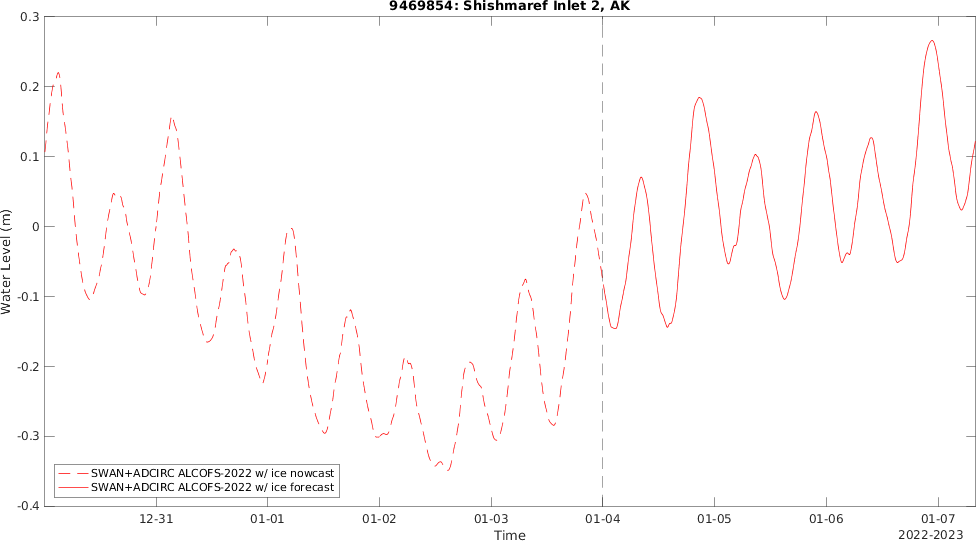 9469854: Shishmaref Inlet 2, AK
0.3
0.2
0.1
0
-0.1
-0.2
-0.3
-0.4
Water Level (m)
SWAN+ADCIRC ALCOFS-2022 w/ ice nowcast
SWAN+ADCIRC ALCOFS-2022 w/ ice forecast
12-31 01-01 01-02 01-03 01-04 01-05 01-06 01-07
Time
2022-2023